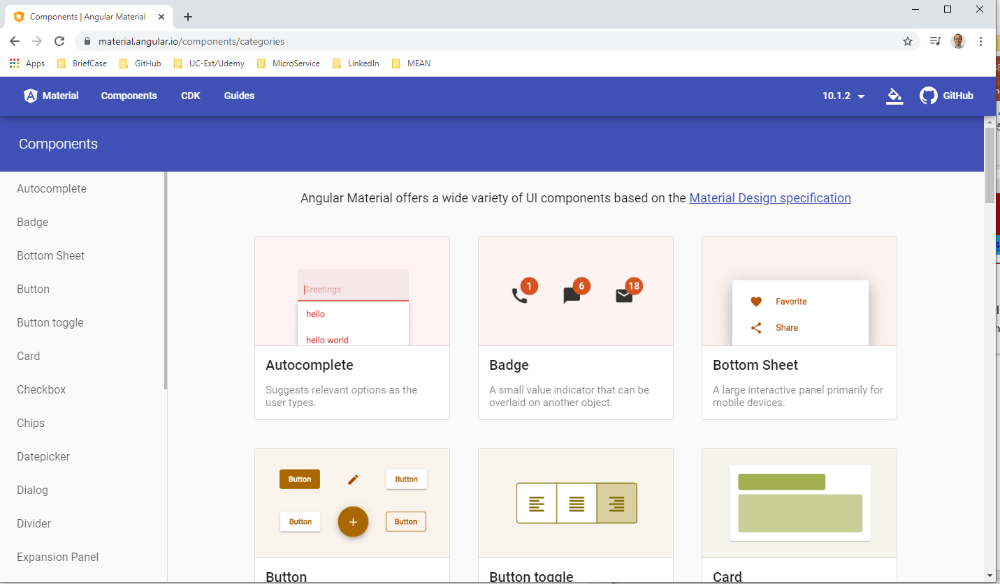 Components | Angular Material
material.angular.io/components/categories
Apps BriefCase GitHub UC-Ext/Udemy MicroService LinkedIn MEAN
Material Components CDK Guides 10.1.2 GitHub
Components
Autocomplete
Badge
Bottom Sheet
Button
Button toggle
Card
Checkbox
Chips
Datepicker
Dialog
Divider
Expansion Panel
Angular Material offers a wide variety of UI components based on the Material Design specification
Greetings
hello
hello world
Autocomplete
Suggests relevant options as the
user types.
1 6 18
Badge
A small value indicator that can be
overlaid on another object.
Favorite
Share
Bottom Sheet
A large interactive panel primarily for
mobile devices.
Button Button
Button + Button
Button
Button toggle
Card